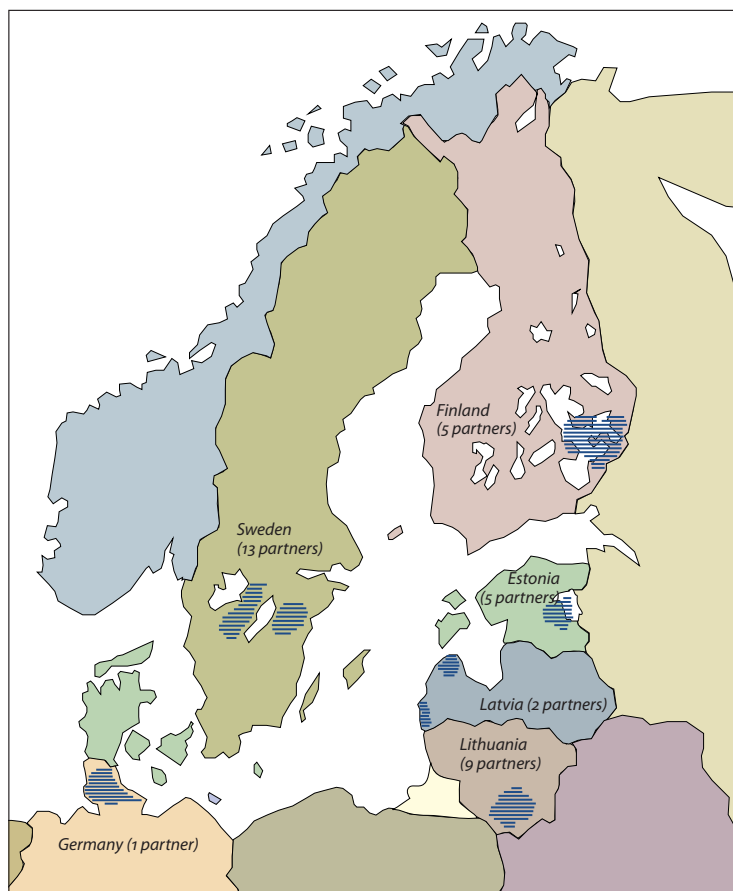 Finland
(5 partners)
Sweden
(13 partners)
Estonia
(5 partners)
Latvia (2 partners)
Lithuania
(9 partners)
Germany (1 partner)